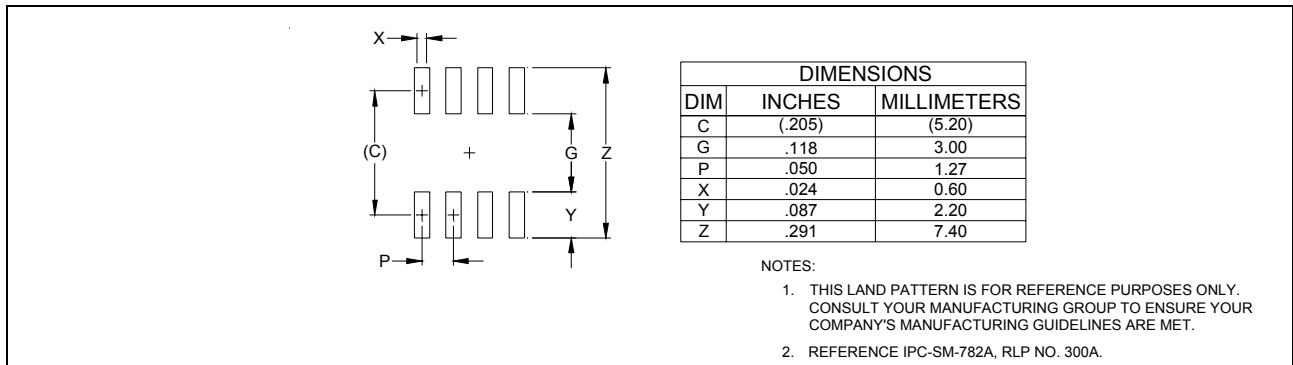 X
(C)
G
Z
Y
P
DIMENSIONS
DIM INCHES MILLIMETERS
C (.205) (5.20)
G .118 3.00
P .050 1.27
X .024 0.60
Y .087 2.20
Z .291 7.40
NOTES:
1. THIS LAND PATTERN IS FOR REFERENCE PURPOSES ONLY.
CONSULT YOUR MANUFACTURING GROUP TO ENSURE YOUR
COMPANY'S MANUFACTURING GUIDELINES ARE MET.
2. REFERENCE IPC-SM-782A, RLP NO. 300A.